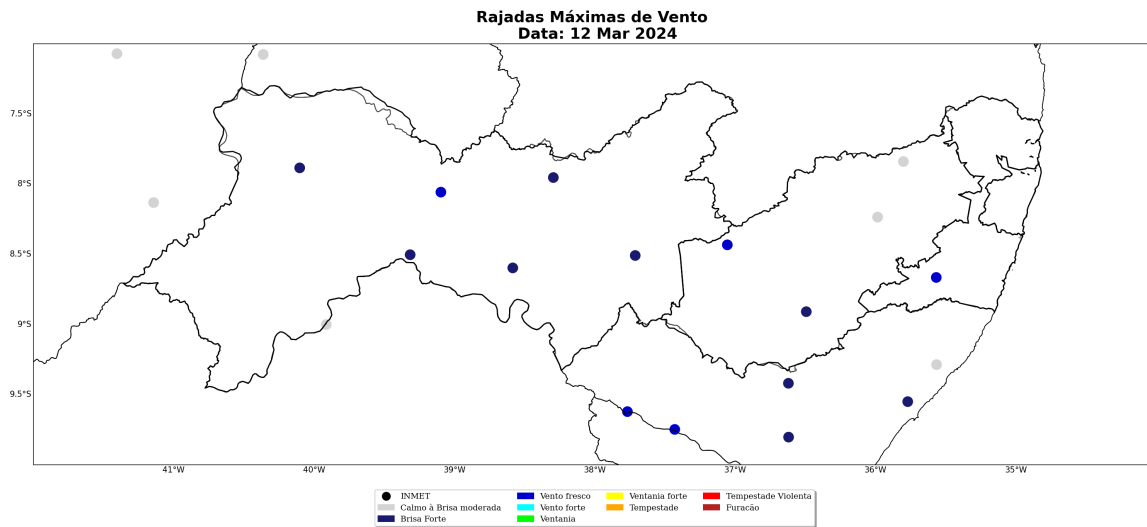 Rajadas Máximas de Vento
Data: 12 Mar 2024
7.5°S
8°S
8.5°S
9°S
9.5°S
41°W 40°W 39°W 38°W 37°W 36°W 35°W
INMET Vento fresco Ventania forte Tempestade Violenta
Calmo à Brisa moderada Vento forte Tempestade Furacão
Brisa Forte Ventania